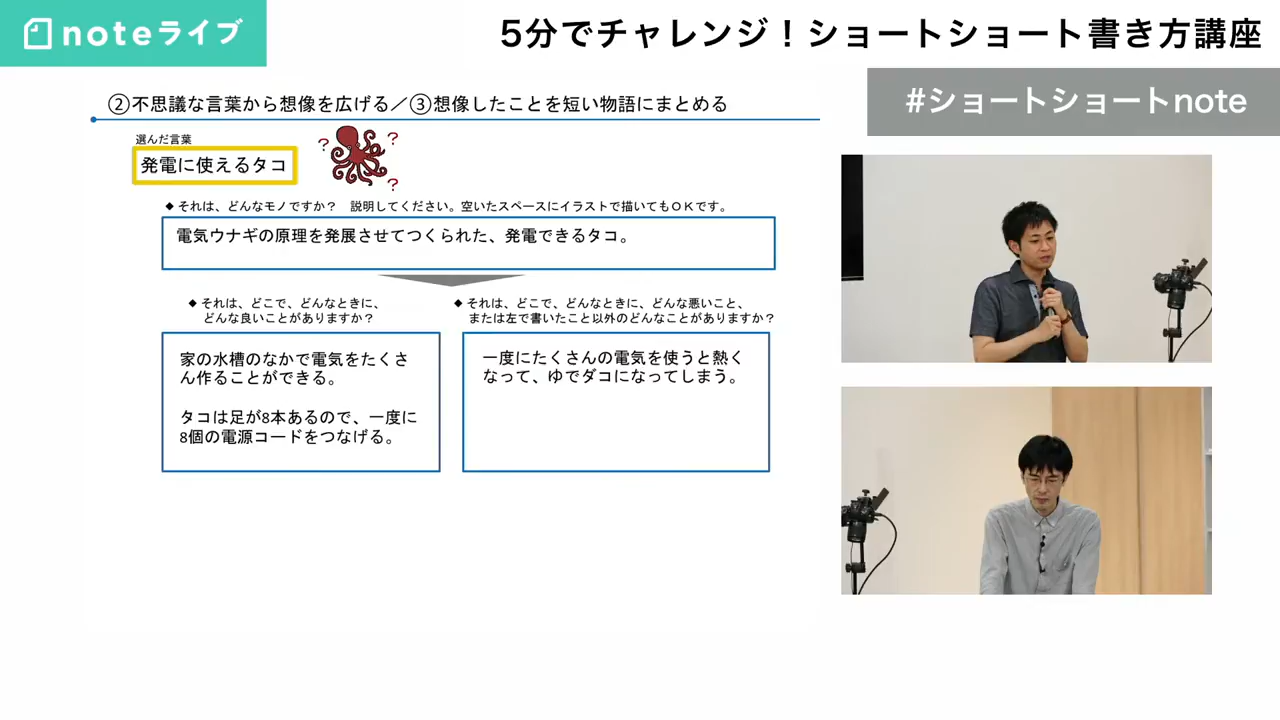 noteライブ
5分でチャレンジ！ショートショート書き方講座
#ショートショートnote
②不思議な言葉から想像を広げる／③想像したことを短い物語にまとめる
選んだ言葉
発電に使えるタコ
? ? ?
◆それは、どんなモノですか？　説明してください。空いたスペースにイラストで描いてもＯＫです。
電気ウナギの原理を発展させてつくられた、発電できるタコ。
◆それは、どこで、どんなときに、
どんな良いことがありますか？
家の水槽のなかで電気をたくさ
ん作ることができる。
タコは足が8本あるので、一度に
8個の電源コードをつなげる。
◆それは、どこで、どんなときに、どんな悪いこと、
または左で書いたこと以外のどんなことがありますか？
一度にたくさんの電気を使うと熱く
なって、ゆでダコになってしまう。